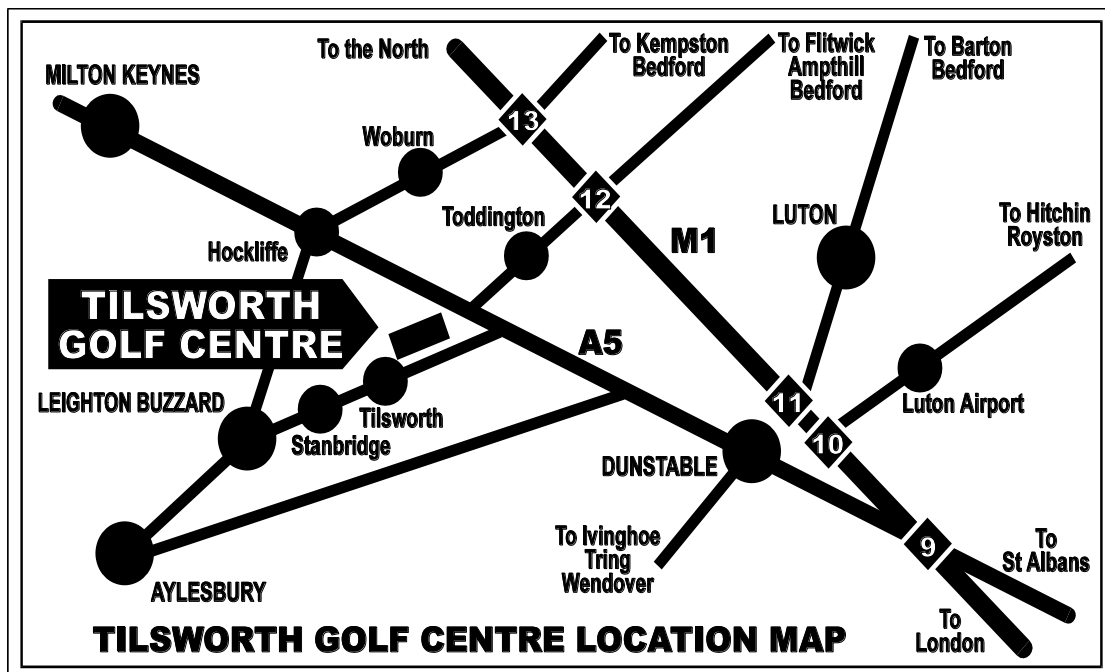 To the North
To Kempston
Bedford
To Flitwick
Ampthill
Bedford
To Barton
Bedford
MILTON KEYNES
13
Woburn
12
Toddington
LUTON
To Hitchin
Royston
Hockliffe
M1
TILSWORTH
GOLF CENTRE
A5
LEIGHTON BUZZARD
11
Luton Airport
Tilsworth
Stanbridge
10
DUNSTABLE
To Ivinghoe
Tring
Wendover
9
To
St Albans
AYLESBURY
To
London
TILSWORTH GOLF CENTRE LOCATION MAP